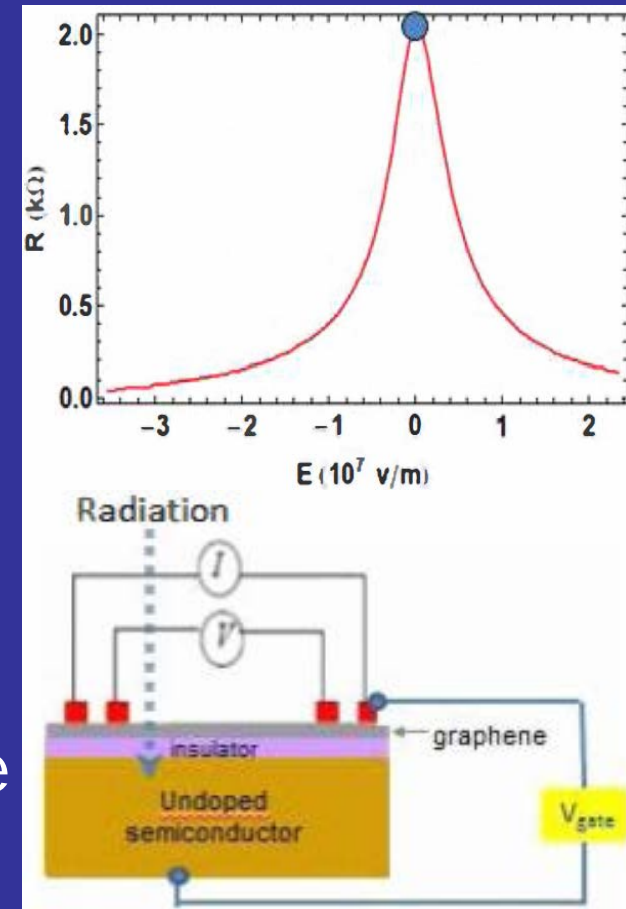 2.0
1.5
1.0
0.5
0.0
R (kΩ)
−3 −2 −1 0 1 2
E (10⁷ v/m)
Radiation
I
V
graphene
insulator
Undoped
semiconductor
Vgate
e